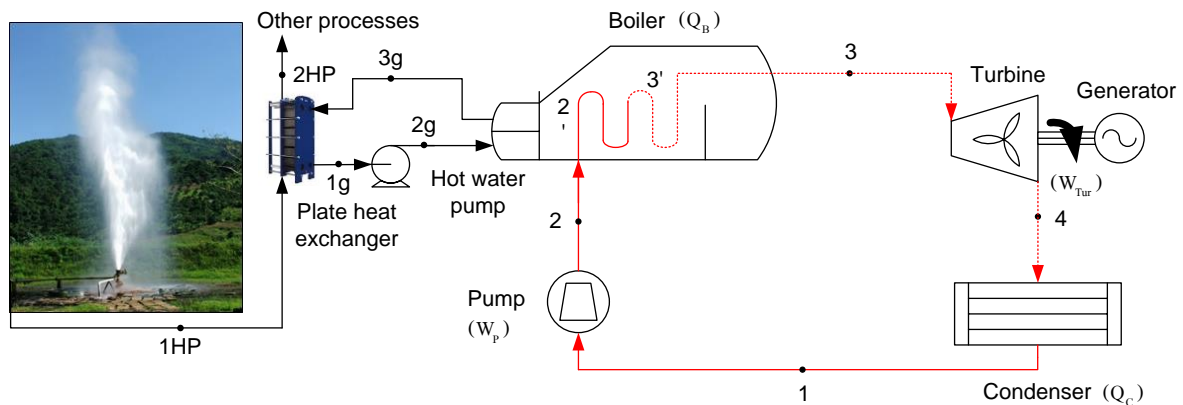 Other processes
Boiler (Q_B)
3g
2HP
3'
3
Turbine
Generator
2
'
2g
1g
Hot water
pump
Plate heat
exchanger
(W_Tur)
2
4
Pump
(W_P)
1HP
1
Condenser (Q_C)